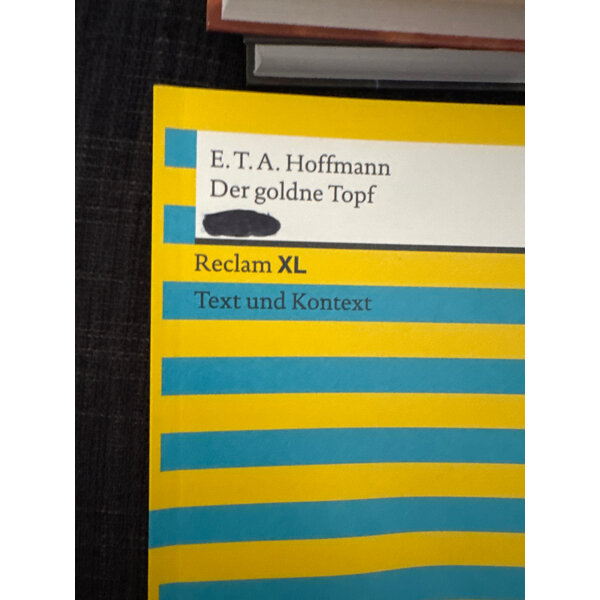 E. T. A. Hoffmann
Der goldne Topf
Reclam XL
Text und Kontext